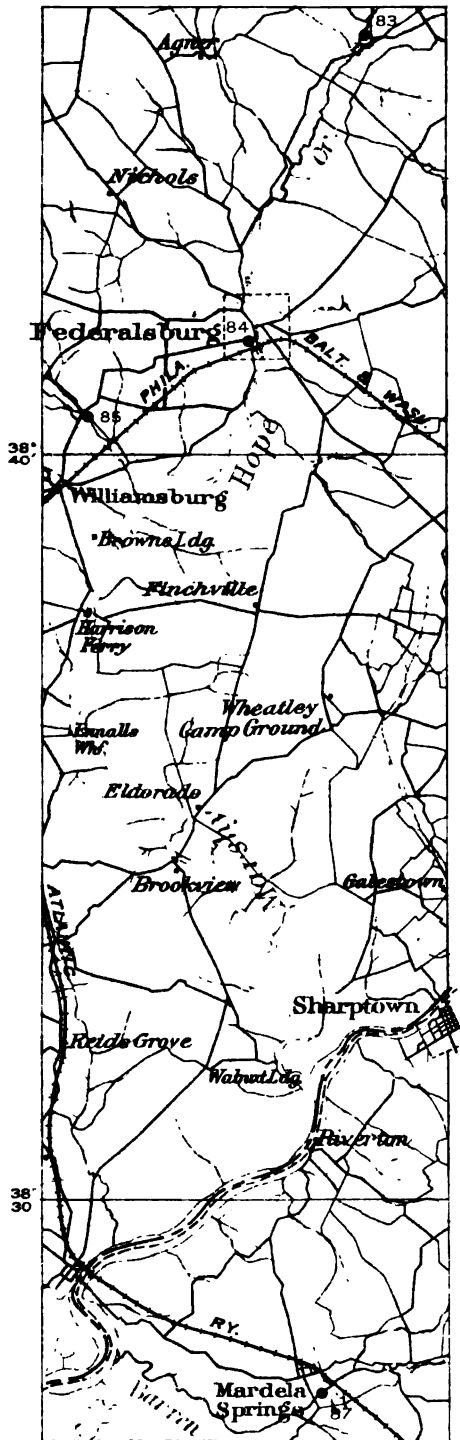 83
Agner
Cr.
Nichols
Federalsburg
84
PHILA.
BALT. & WASH.
85
38°
40'
Hope
Williamsburg
Browns Ldg.
Finchville
Harrison
Ferry
Wheatley
Camp Ground
Ennalls
Whf.
Eldorado
Brookview
Galestown
ATLANTIC
Sharptown
Reids Grove
Walnut Ldg.
Riverton
38°
30'
RY.
Mardela
Springs
87
Barren